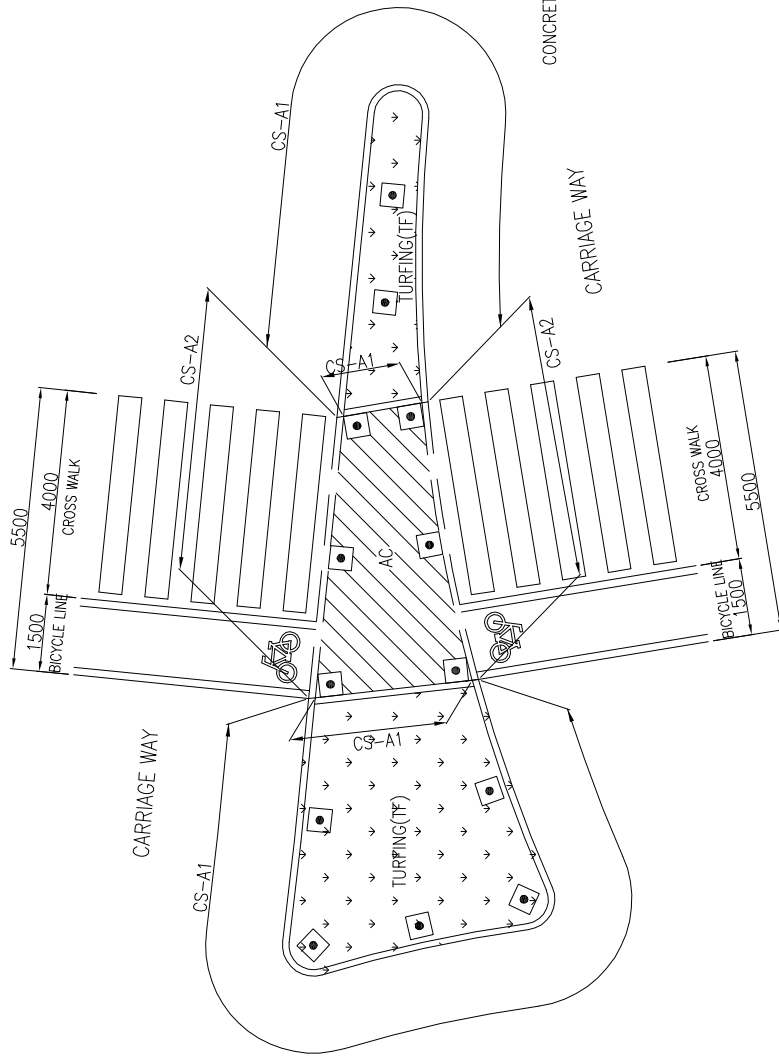 CONCRET
CS-A1
CARRIAGE WAY
TURFING(TF)
CS-A2
CS-A2
CS-A1
5500
4000
CROSS WALK
CROSS WALK
4000
5500
AC
1500
BICYCLE LINE
BICYCLE LINE
1500
CARRIAGE WAY
CS-A1
TURFING(TF)
CS-A1